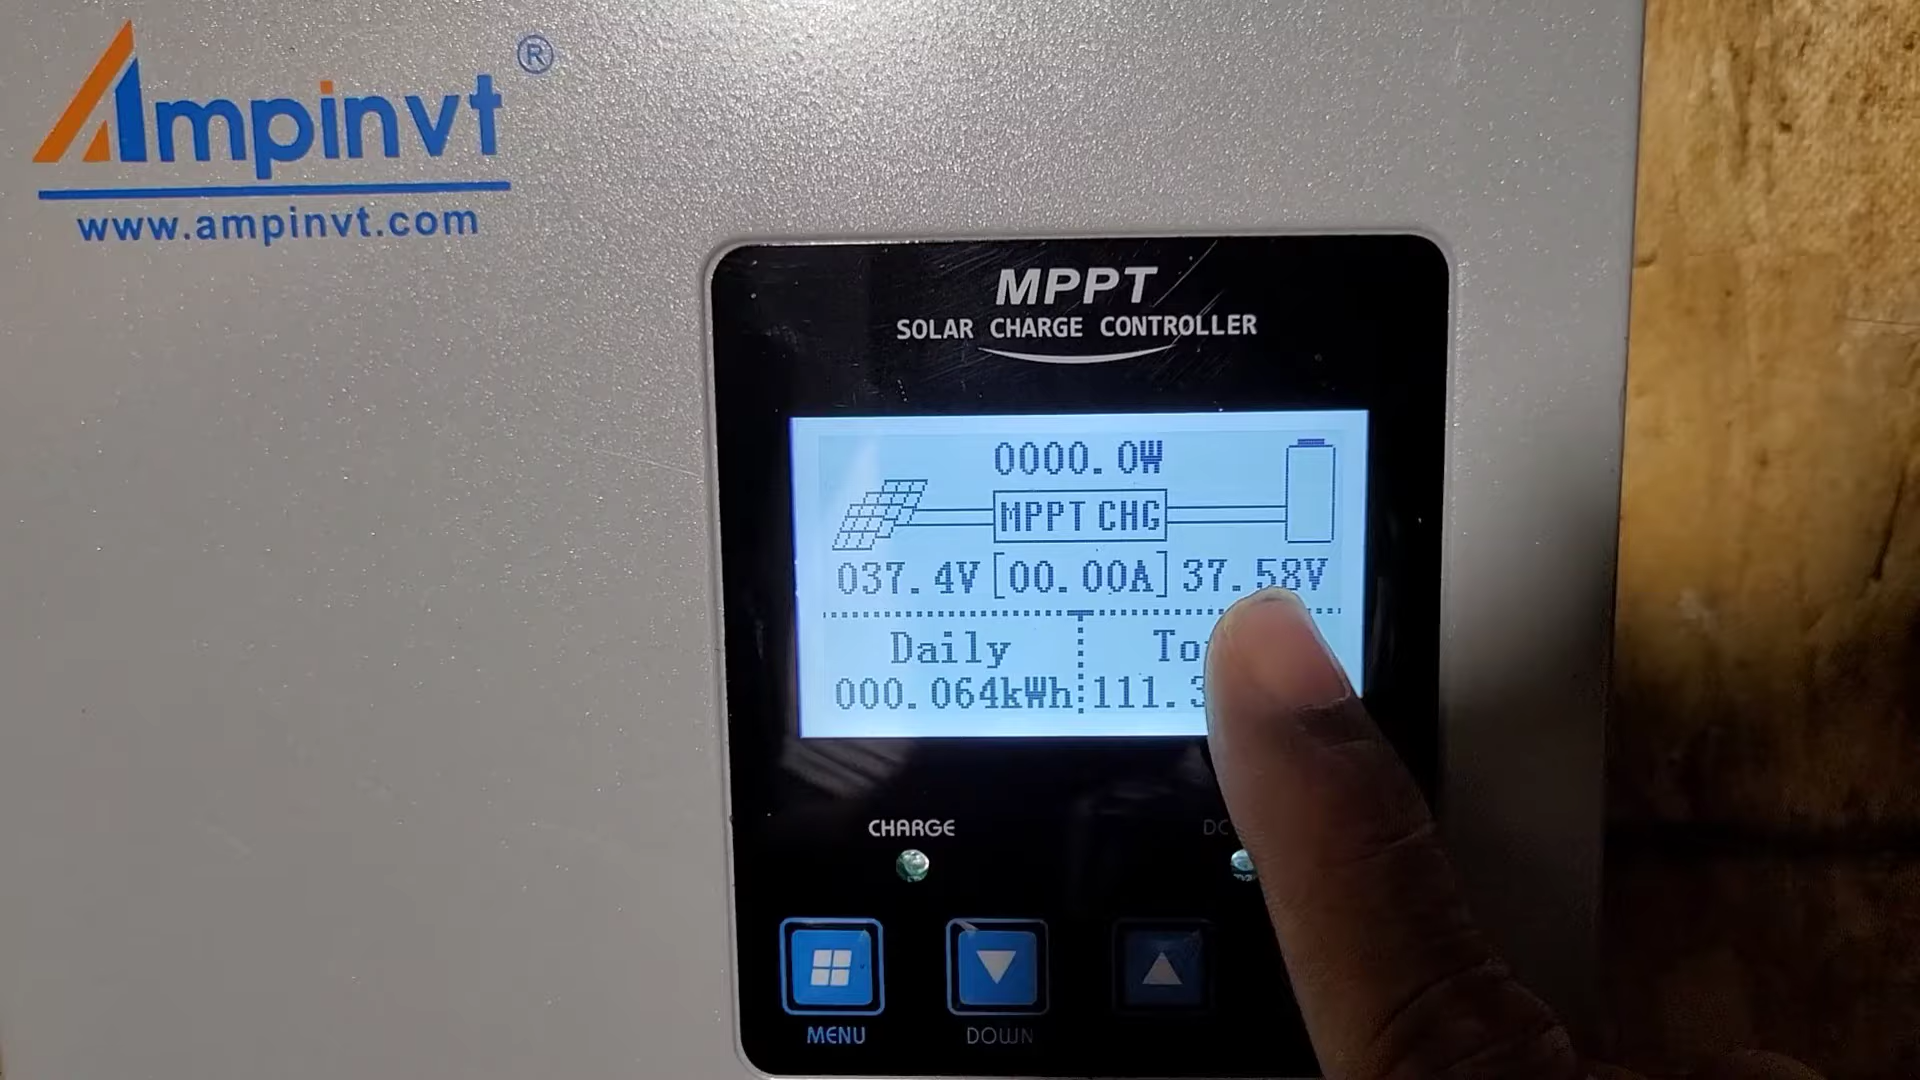 Ampinvt ®
www.ampinvt.com
MPPT
SOLAR CHARGE CONTROLLER
0000.0W
MPPT CHG
037.4V [00.00A] 37.58V
Daily
000.064kWh 111.3
CHARGE
DC
MENU
DOWN